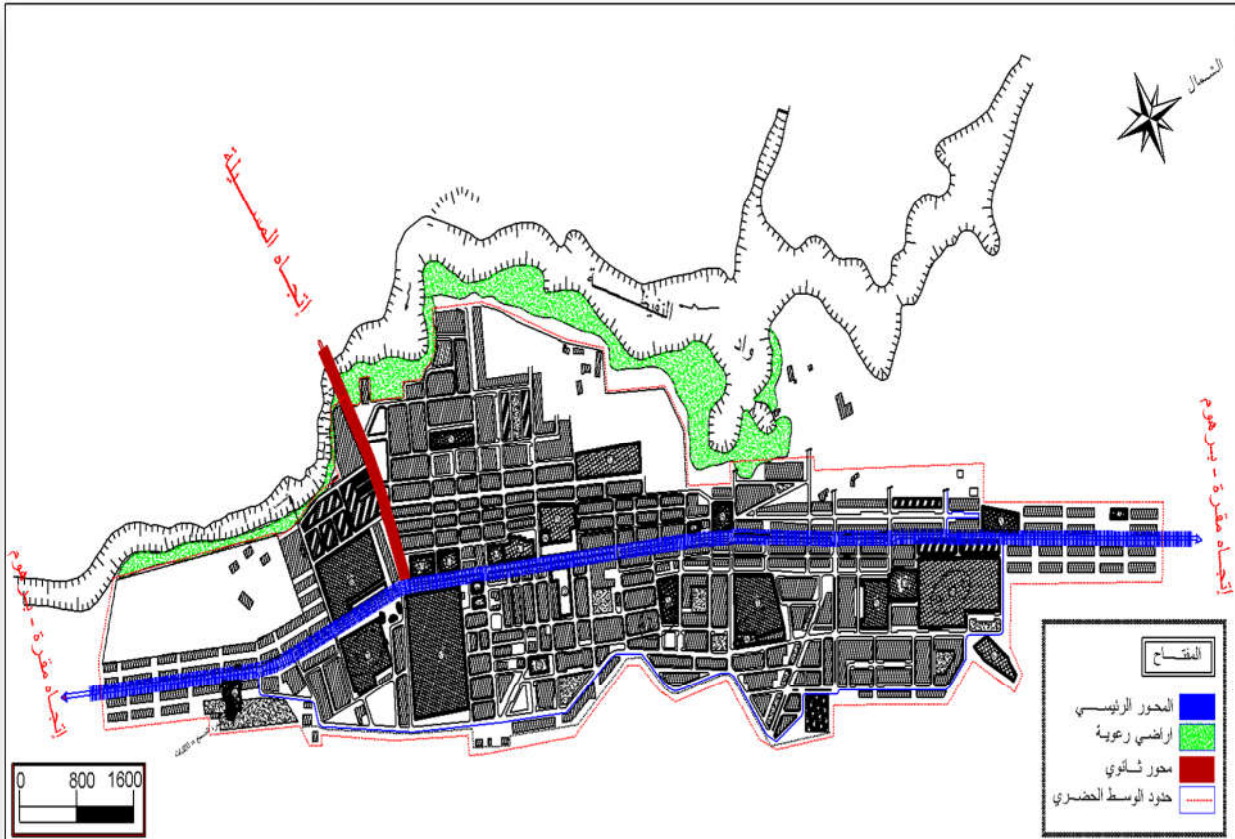 الشمال
إتجاه المسيلة
النفيضة
واد
إتجاه مقرة - برهوم
إتجاه مقرة - برهوم
المفتاح
المحور الرئيسي
اراضي رعوية
محور ثانوي
حدود الوسط الحضري
0 800 1600